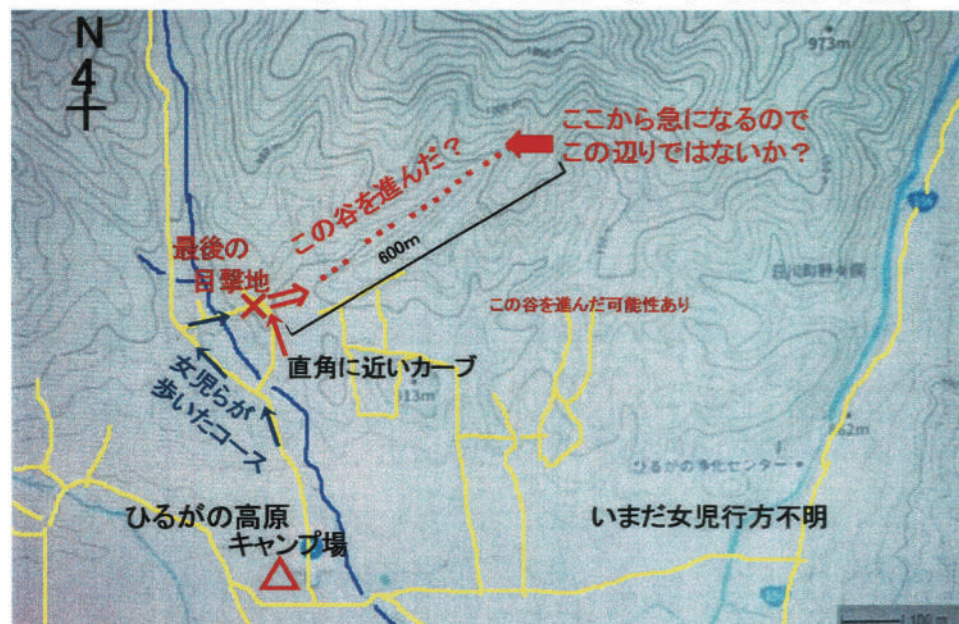 N
4
973m
ここから急になるので
この辺りではないか？
この谷を進んだ？
600m
最後の
目撃地
この谷を進んだ可能性あり
直角に近いカーブ
女児らが
歩いたコース
ひるがの浄化センター
ひるがの高原
キャンプ場
いまだ女児行方不明
100 m